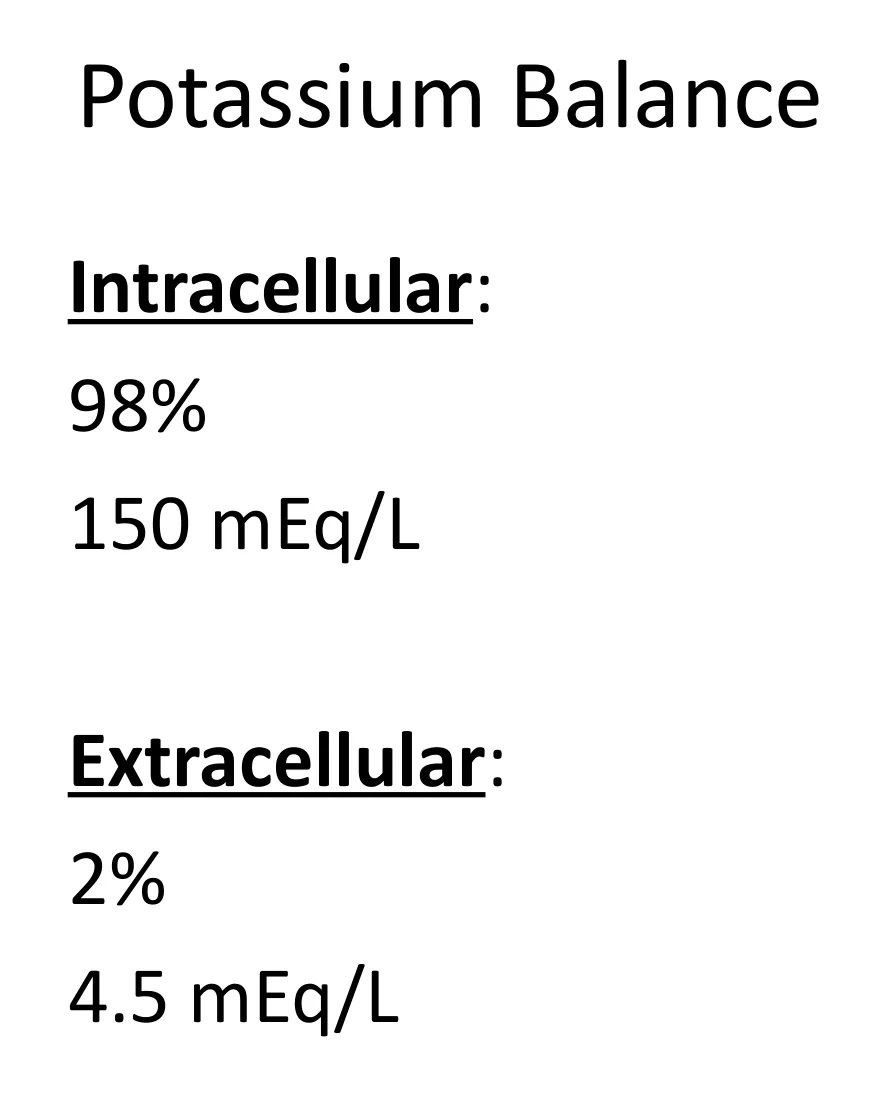 Potassium Balance
Intracellular:
98%
150 mEq/L
Extracellular:
2%
4.5 mEq/L